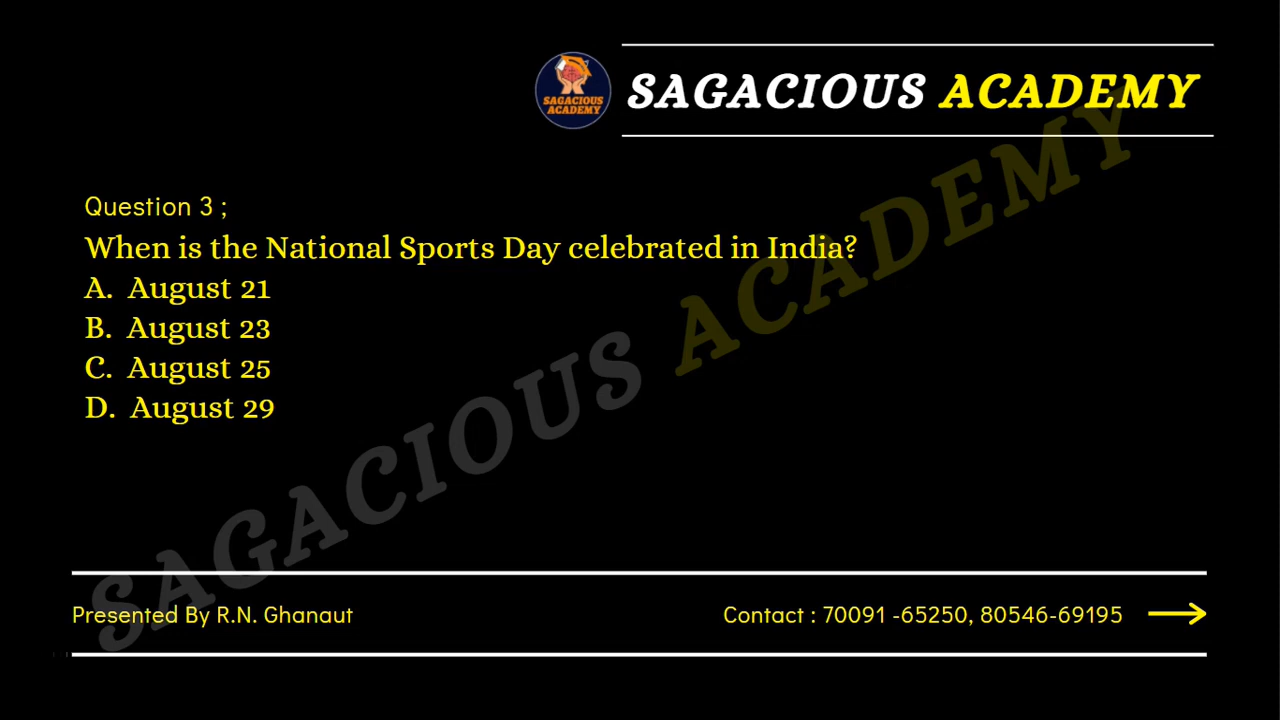 SAGACIOUS
ACADEMY
SAGACIOUS ACADEMY
Question 3 ;
When is the National Sports Day celebrated in India?
A. August 21
B. August 23
C. August 25
D. August 29
SAGACIOUS ACADEMY
Presented By R.N. Ghanaut
Contact : 70091 -65250, 80546-69195